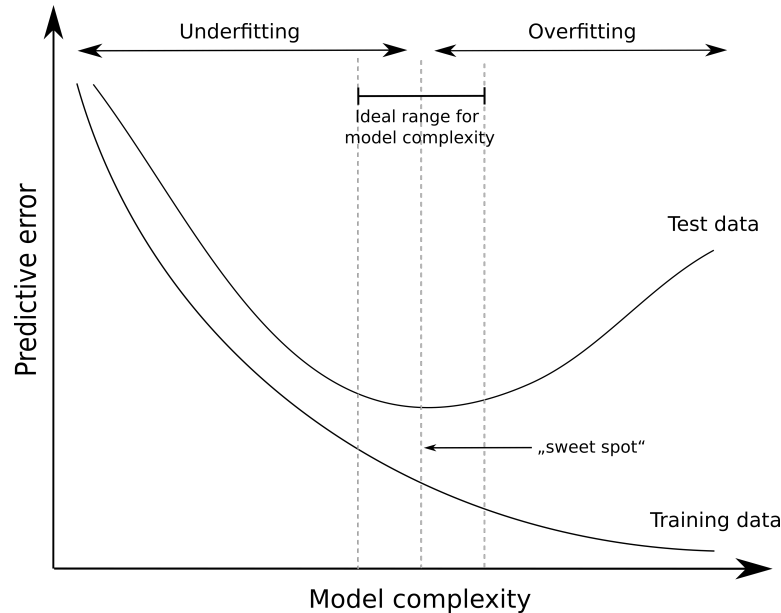 Underfitting
Overfitting
Ideal range for
model complexity
Test data
Predictive error
„sweet spot“
Training data
Model complexity